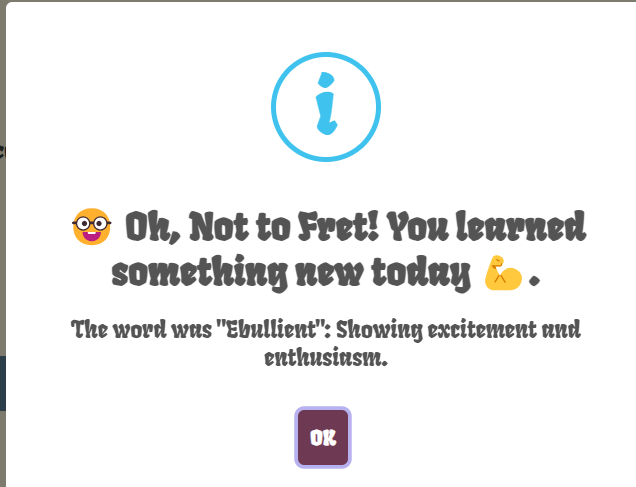 i
🤓 Oh, Not to Fret! You learned
something new today 💪.
The word was "Ebullient": Showing excitement and
enthusiasm.
OK